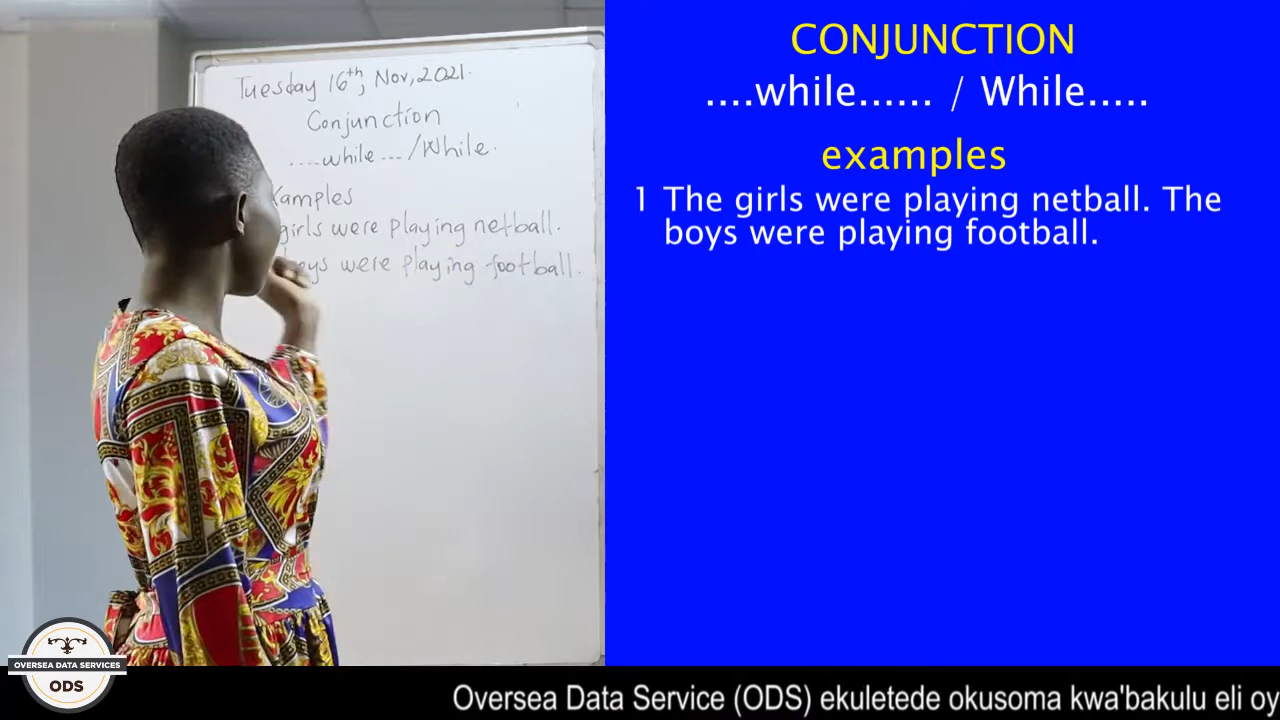 Tuesday 16th, Nov, 2021.
Conjunction
....while.... /While.
xamples
girls were playing netball.
boys were playing football.
CONJUNCTION
....while...... / While.....
examples
1 The girls were playing netball. The
boys were playing football.
OVERSEA DATA SERVICES
ODS
Oversea Data Service (ODS) ekuletede okusoma kwa'bakulu eli oy